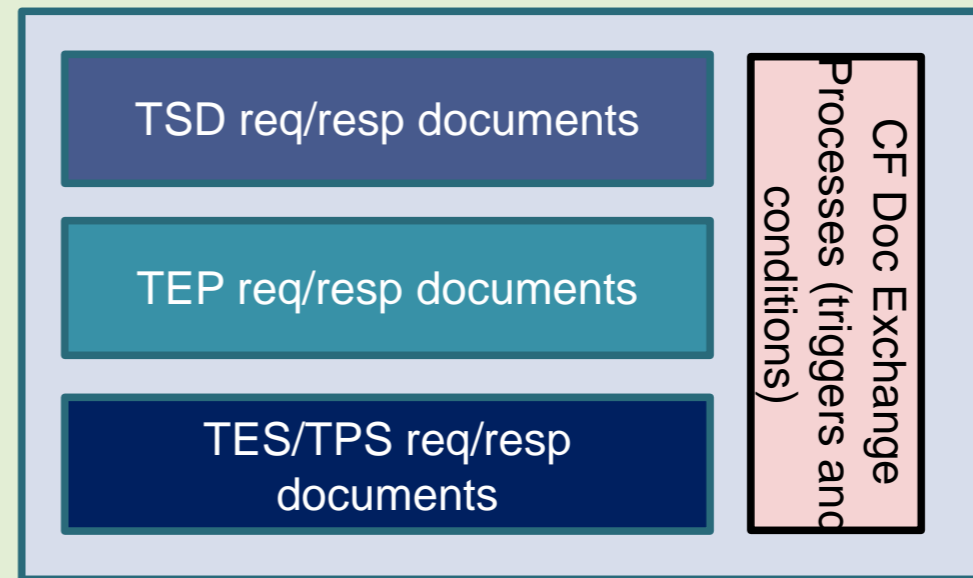 TSD req/resp documents
TEP req/resp documents
TES/TPS req/resp
documents
CF Doc Exchange
Processes (triggers and
conditions)